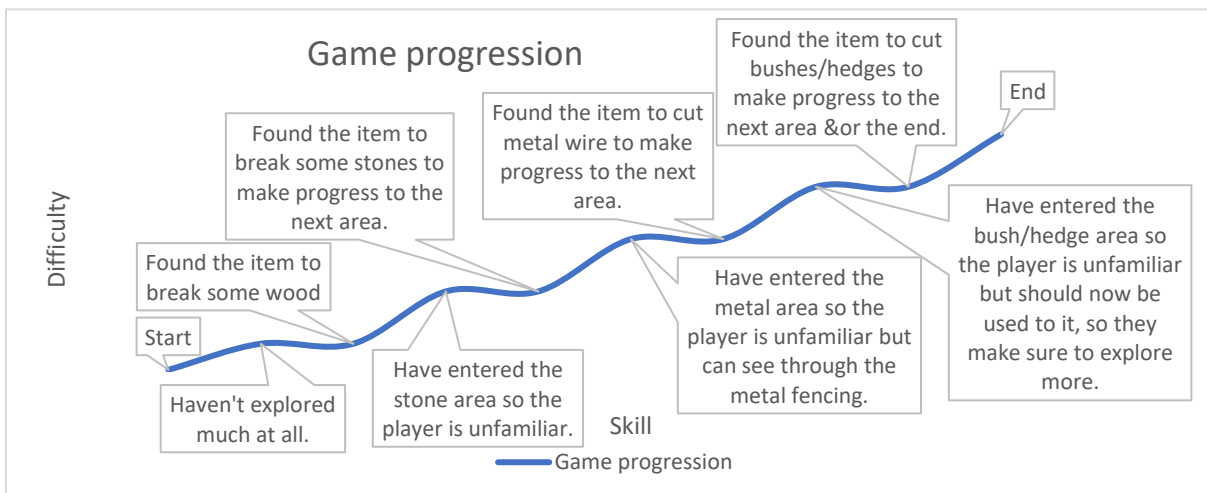 Game progression
Difficulty
Start
Haven't explored
much at all.
Found the item to
break some wood
Have entered the
stone area so the
player is unfamiliar.
Found the item to
break some stones to
make progress to the
next area.
Have entered the
metal area so the
player is unfamiliar but
can see through the
metal fencing.
Found the item to cut
metal wire to make
progress to the next
area.
Have entered the
bush/hedge area so
the player is unfamiliar
but should now be
used to it, so they
make sure to explore
more.
Found the item to cut
bushes/hedges to
make progress to the
next area &or the end.
End
Skill
Game progression